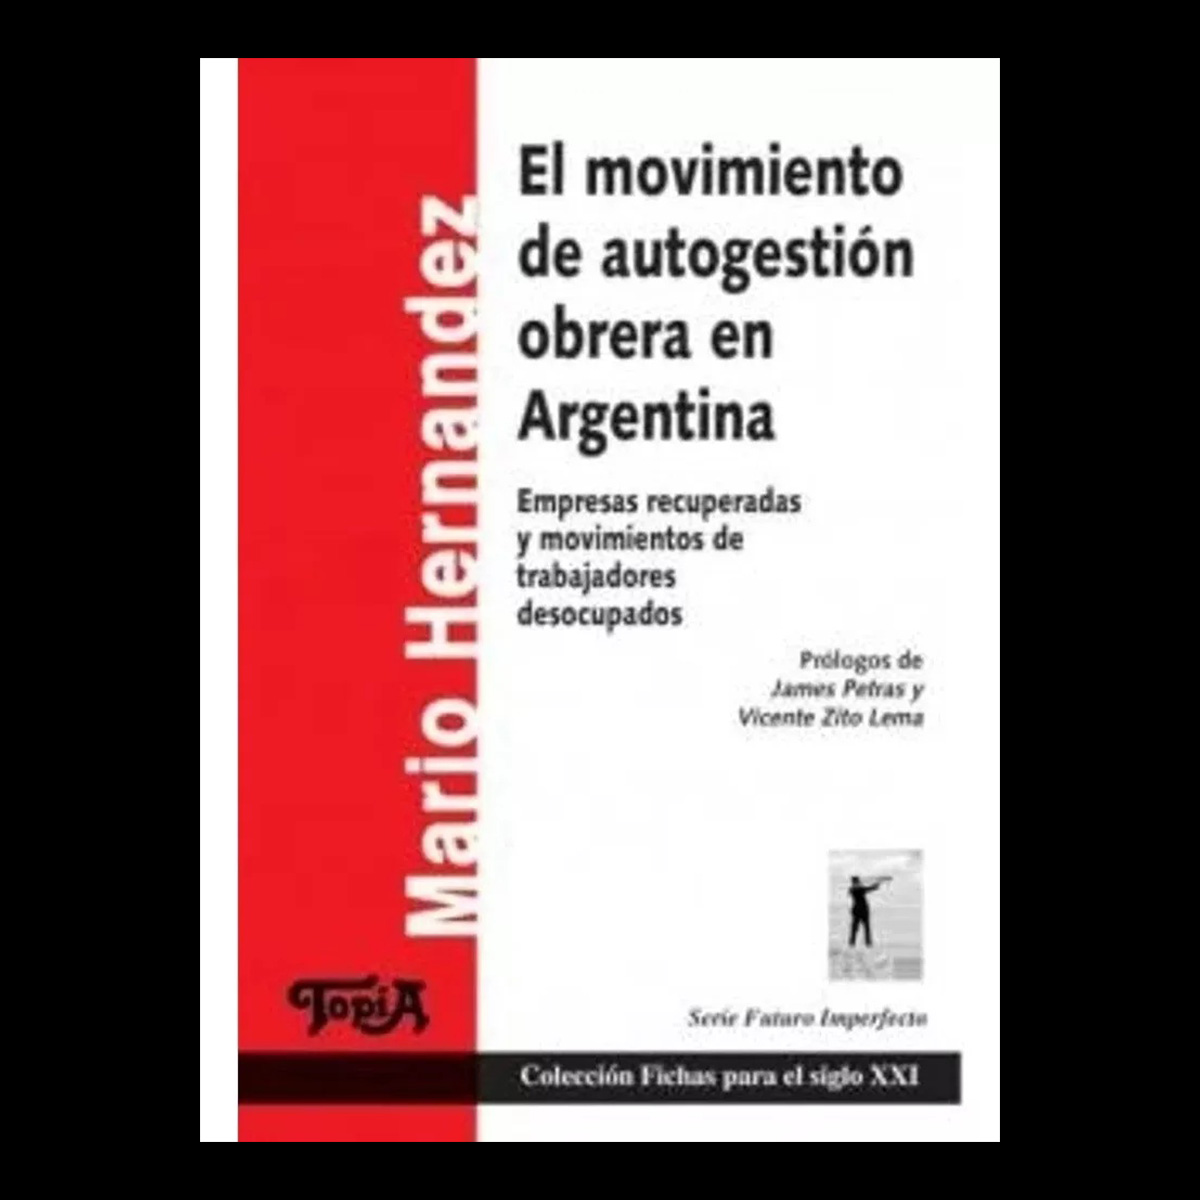 Mario Hernandez
El movimiento
de autogestión
obrera en
Argentina
Empresas recuperadas
y movimientos de
trabajadores
desocupados
Prólogos de
James Petras y
Vicente Zito Lema
TopíA
Serie Futuro Imperfecto
Colección Fichas para el siglo XXI